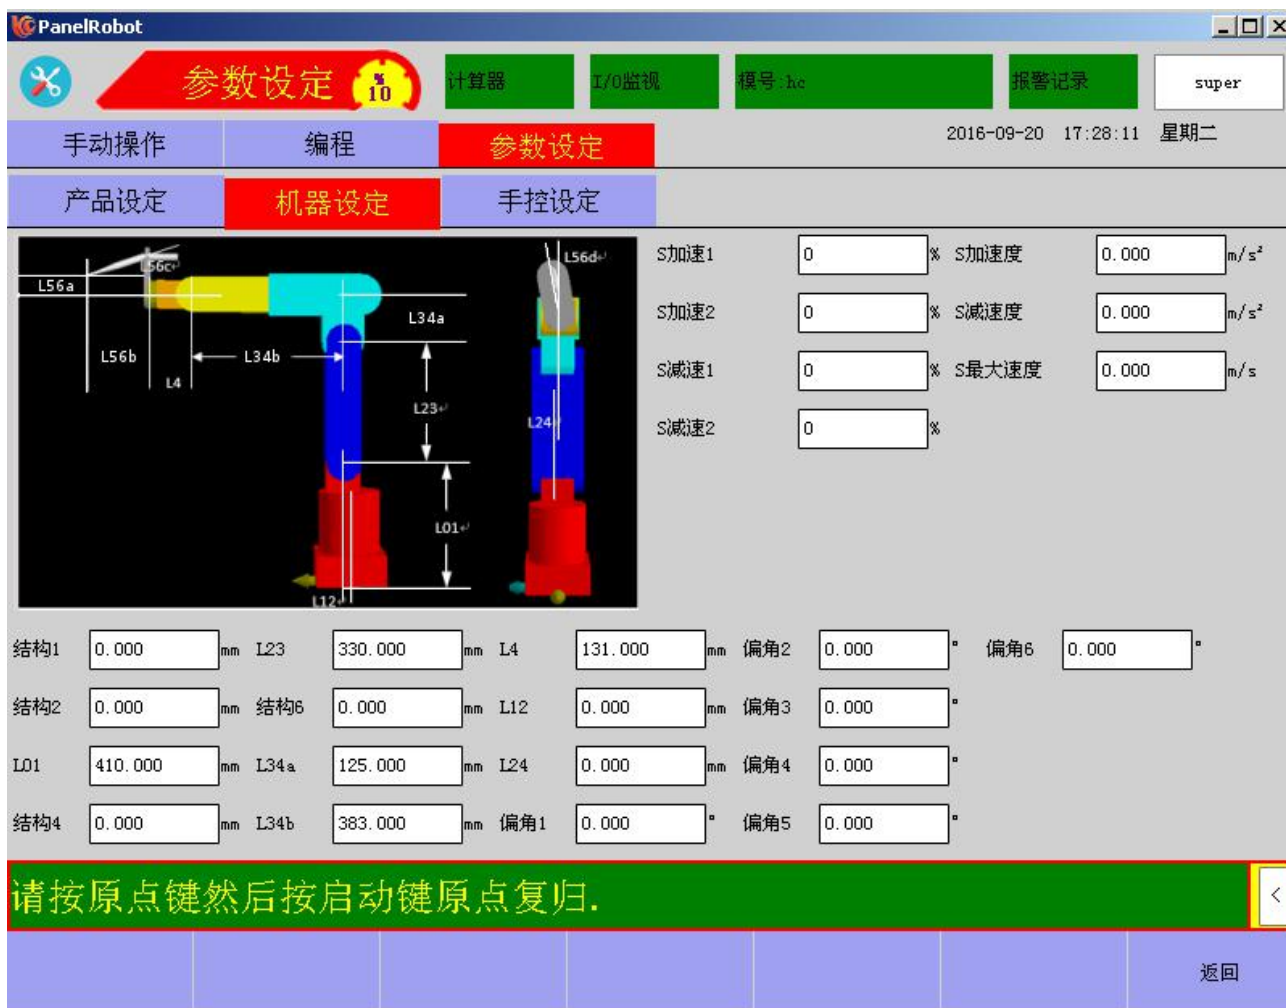 PanelRobot
参数设定 % 10 计算器 I/O监视 模号:hc 报警记录 super
手动操作 编程 参数设定 2016-09-20 17:28:11 星期二
产品设定 机器设定 手控设定
L56c L56a L34a L56b L34b L4 L23 L01 L12
L56d L24
S加速1 0 % S加速度 0.000 m/s²
S加速2 0 % S减速度 0.000 m/s²
S减速1 0 % S最大速度 0.000 m/s
S减速2 0 %
结构1 0.000 mm L23 330.000 mm L4 131.000 mm 偏角2 0.000 ° 偏角6 0.000 °
结构2 0.000 mm 结构6 0.000 mm L12 0.000 mm 偏角3 0.000 °
L01 410.000 mm L34a 125.000 mm L24 0.000 mm 偏角4 0.000 °
结构4 0.000 mm L34b 383.000 mm 偏角1 0.000 ° 偏角5 0.000 °
请按原点键然后按启动键原点复归.
<
返回